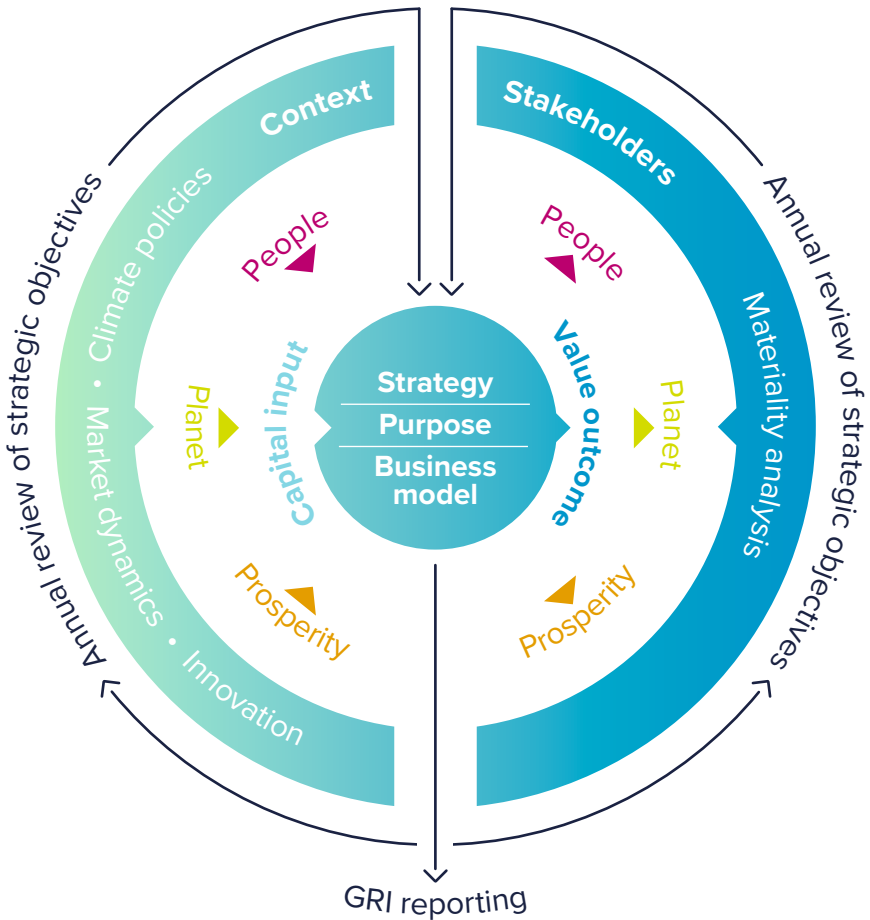 Context
Climate policies • Market dynamics • Innovation
Annual review of strategic objectives
People
Planet
Prosperity
Capital input
Strategy
Purpose
Business
model
Value outcome
People
Planet
Prosperity
Stakeholders
Materiality analysis
Annual review of strategic objectives
GRI reporting